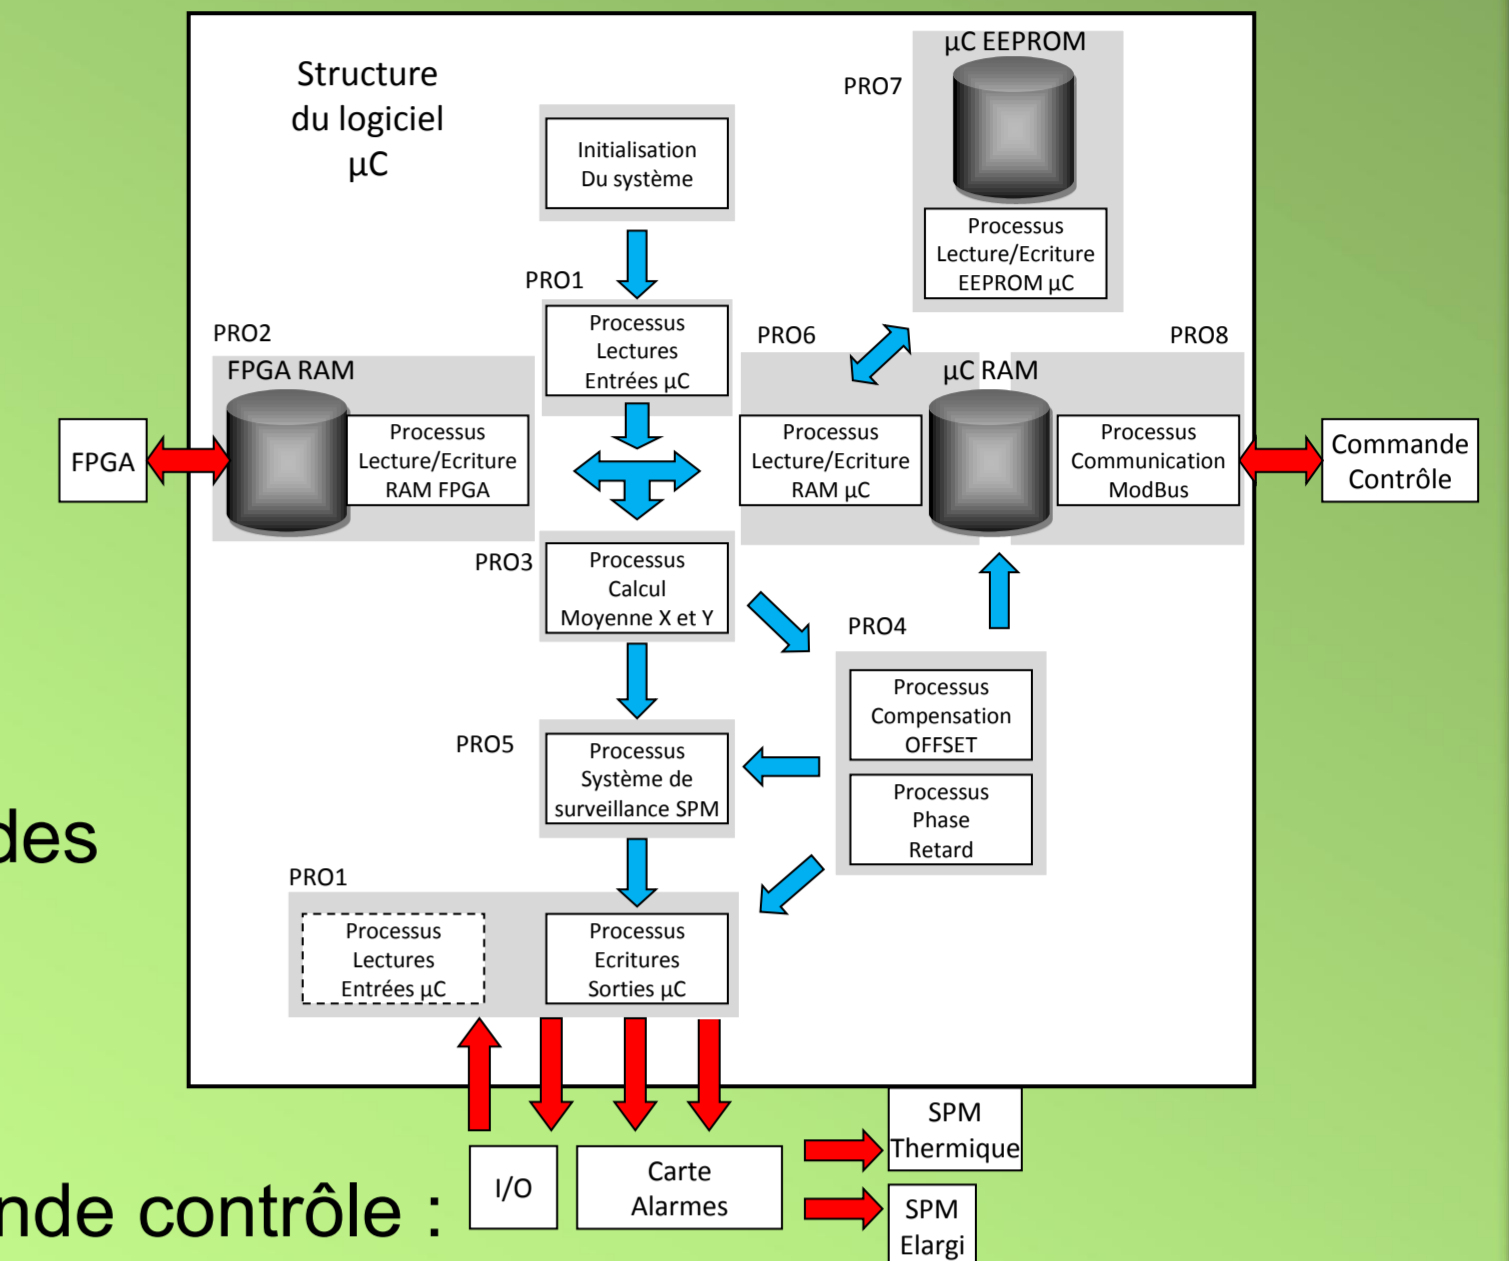 Structure
du logiciel
µC
µC EEPROM
PRO7
Initialisation
Du système
Processus
Lecture/Ecriture
EEPROM µC
PRO1
Processus
Lectures
Entrées µC
PRO2
FPGA RAM
Processus
Lecture/Ecriture
RAM FPGA
FPGA
PRO6
PRO8
µC RAM
Processus
Lecture/Ecriture
RAM µC
Processus
Communication
ModBus
Commande
Contrôle
PRO3
Processus
Calcul
Moyenne X et Y
PRO4
Processus
Compensation
OFFSET
Processus
Phase
Retard
PRO5
Processus
Système de
surveillance SPM
des
PRO1
Processus
Lectures
Entrées µC
Processus
Ecritures
Sorties µC
nde contrôle :
I/O
Carte
Alarmes
SPM
Thermique
SPM
Elargi